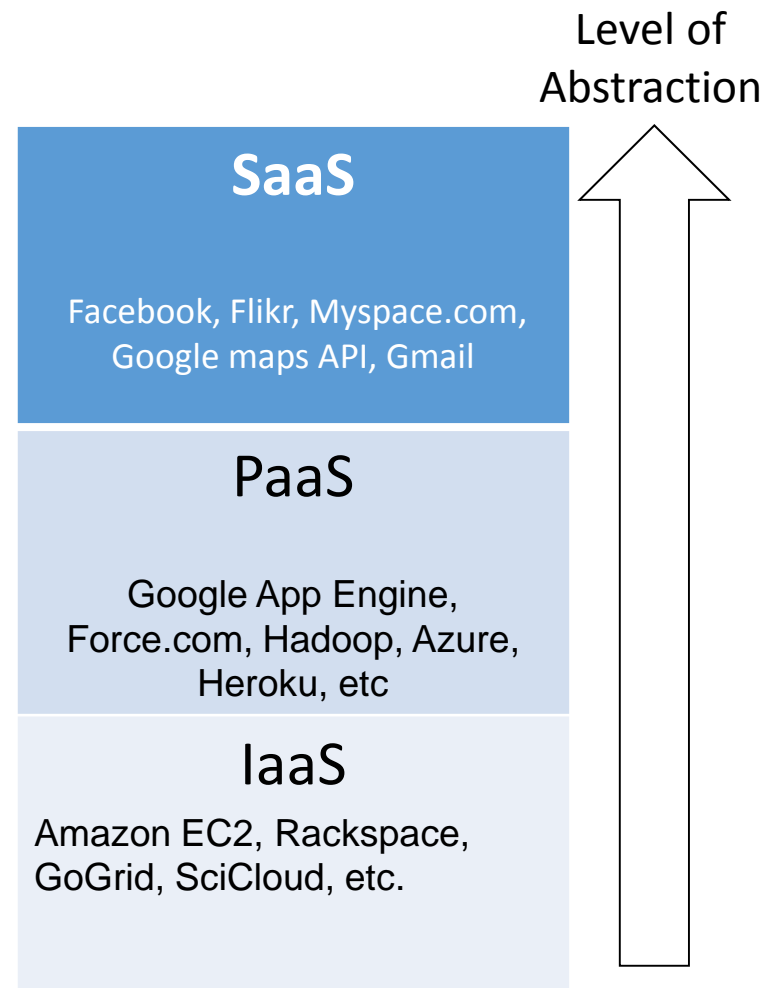 Level of
Abstraction
SaaS
Facebook, Flikr, Myspace.com,
Google maps API, Gmail
PaaS
Google App Engine,
Force.com, Hadoop, Azure,
Heroku, etc
IaaS
Amazon EC2, Rackspace,
GoGrid, SciCloud, etc.